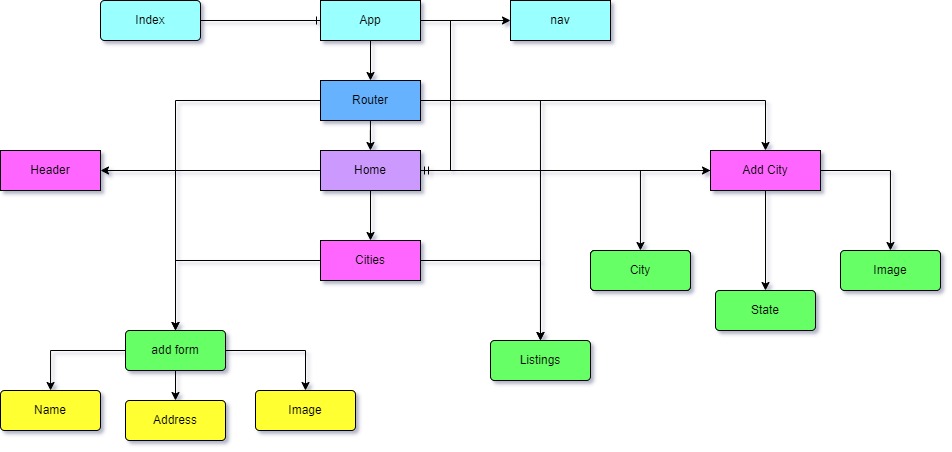 Index
App
nav
Router
Header
Home
Add City
Cities
City
Image
State
add form
Listings
Name
Address
Image